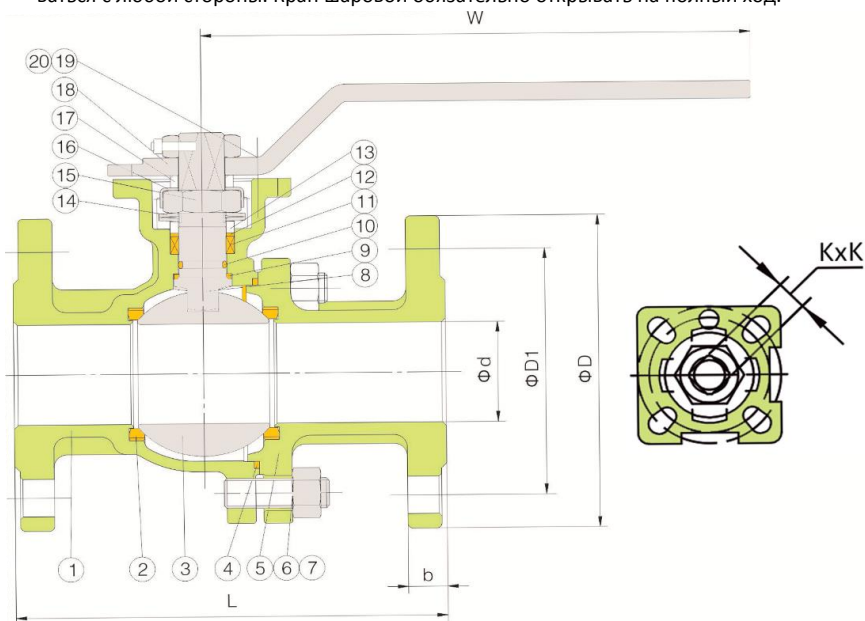 ваться с любой стороны. Кран шаровой обязательно открывать на полный ход.
W
20 19
18
17
16
15
14
13
12
11
10
9
8
KxK
Φd
ΦD1
ΦD
1 2 3 4 5 6 7
b
L